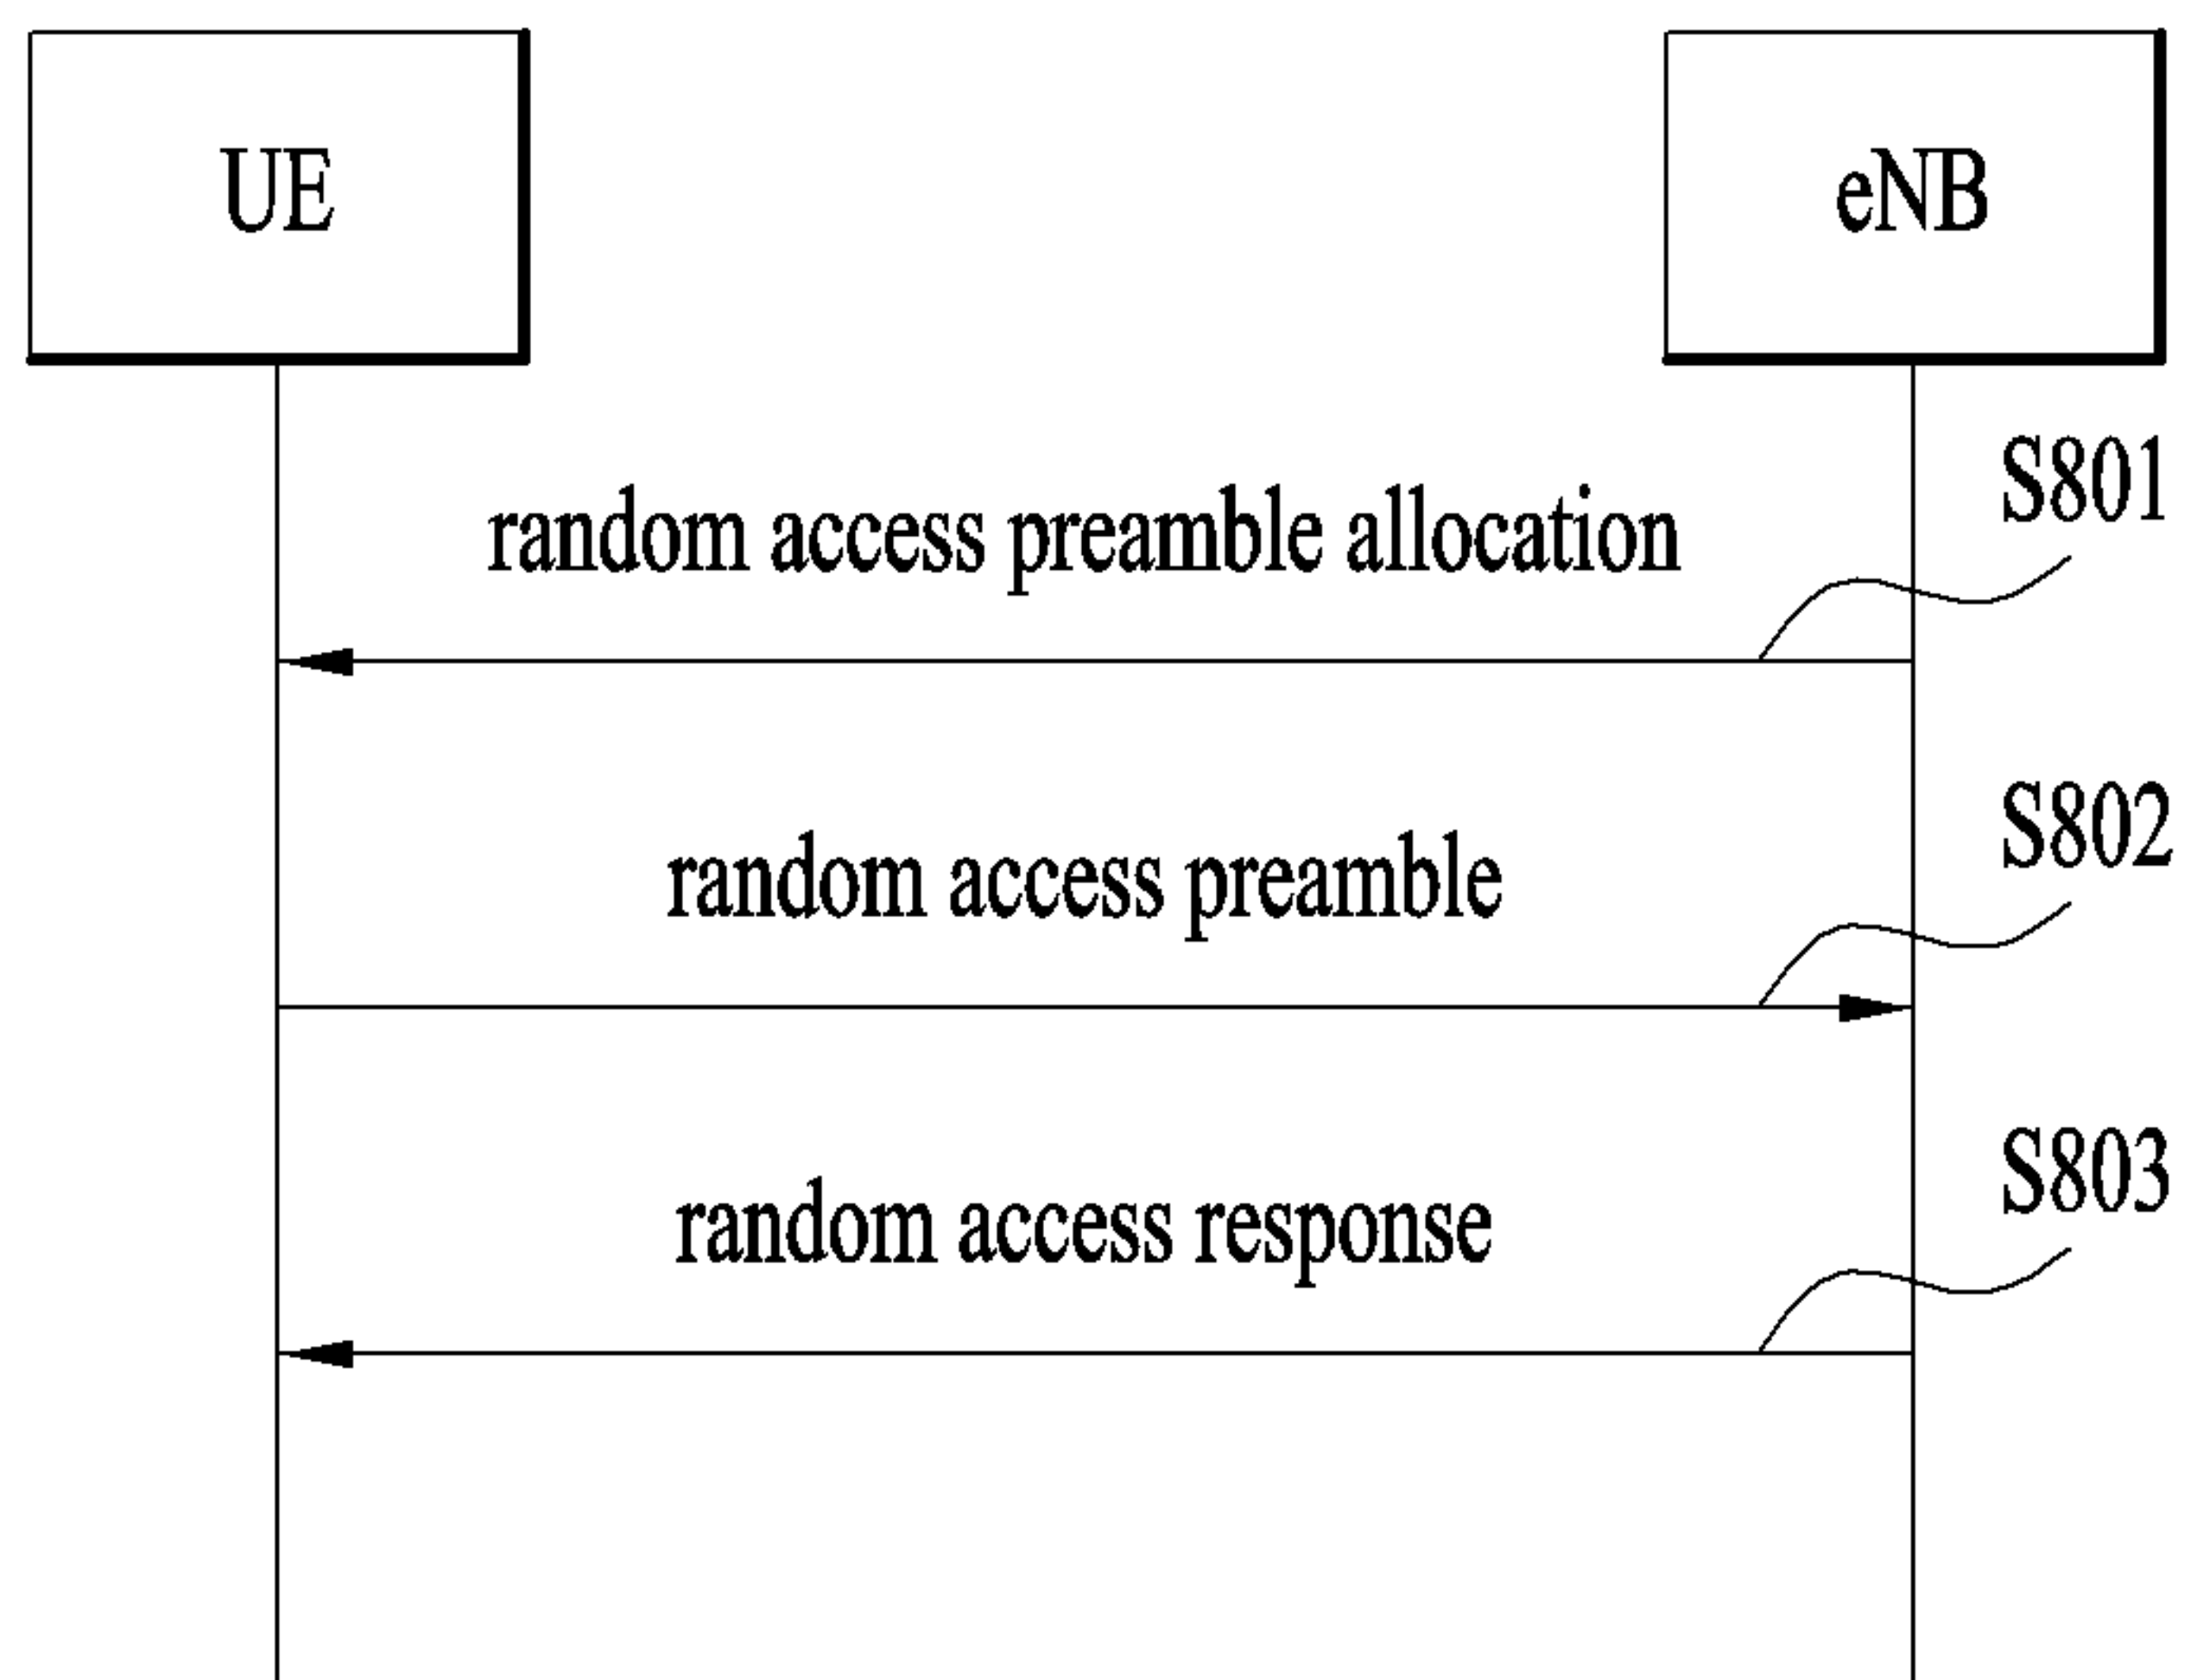 UE
eNB
S801
random access preamble allocation
S802
random access preamble
S803
random access response